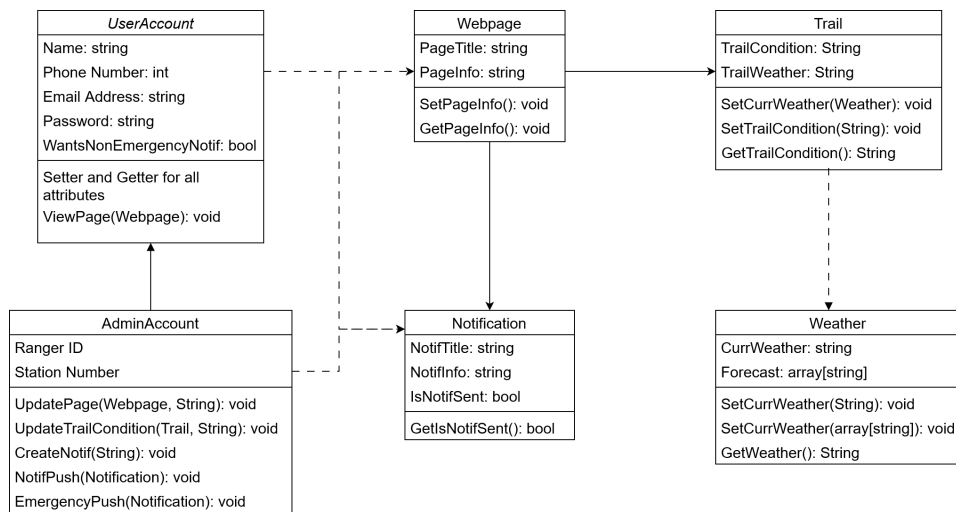 UserAccount
Name: string
Phone Number: int
Email Address: string
Password: string
WantsNonEmergencyNotif: bool
Setter and Getter for all
attributes
ViewPage(Webpage): void
Webpage
PageTitle: string
PageInfo: string
SetPageInfo(): void
GetPageInfo(): void
Trail
TrailCondition: String
TrailWeather: String
SetCurrWeather(Weather): void
SetTrailCondition(String): void
GetTrailCondition(): String
AdminAccount
Ranger ID
Station Number
UpdatePage(Webpage, String): void
UpdateTrailCondition(Trail, String): void
CreateNotif(String): void
NotifPush(Notification): void
EmergencyPush(Notification): void
Notification
NotifTitle: string
NotifInfo: string
IsNotifSent: bool
GetIsNotifSent(): bool
Weather
CurrWeather: string
Forecast: array[string]
SetCurrWeather(String): void
SetCurrWeather(array[string]): void
GetWeather(): String